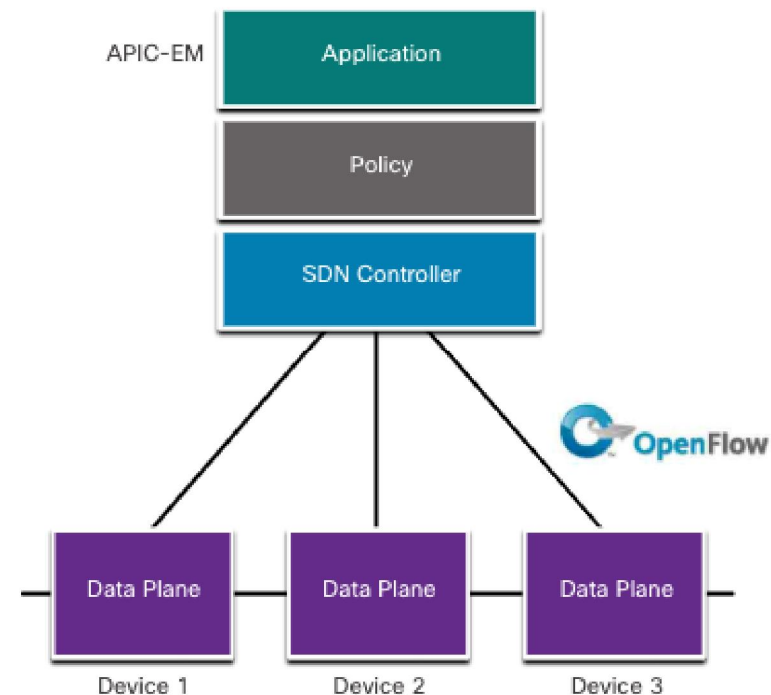 APIC-EM
Application
Policy
SDN Controller
OpenFlow
Data Plane
Data Plane
Data Plane
Device 1
Device 2
Device 3